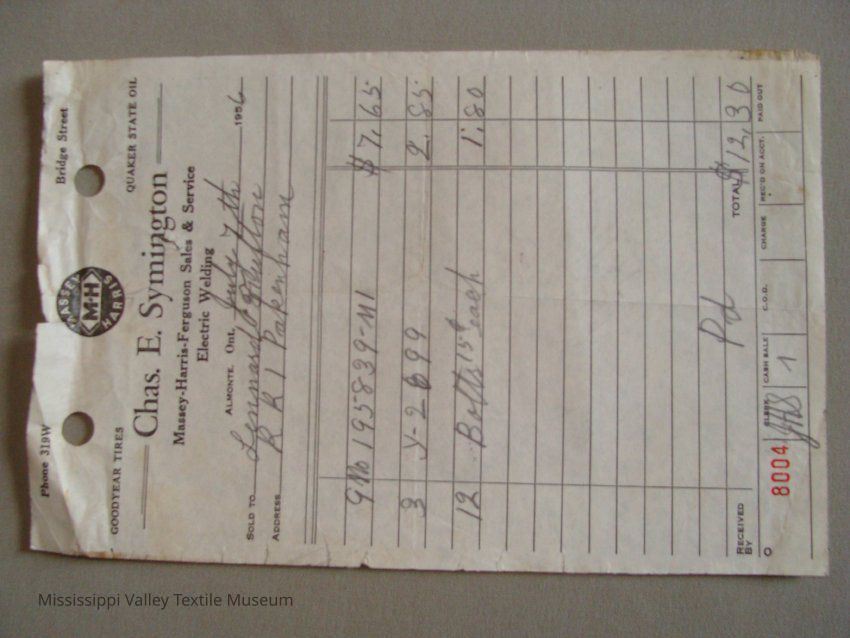 Phone 319W Bridge Street
MASSEY
M-H
HARRIS
GOODYEAR TIRES QUAKER STATE OIL
Chas. E. Symington
Massey-Harris-Ferguson Sales & Service
Electric Welding
ALMONTE, Ont. July 7th 1956
SOLD TO Lennard
ADDRESS R R 1 Pakenham
195839-M1 $7.65
3 Y-2699 2.85
12 Bolts 15¢ each 1.80
Pd
TOTAL $12.30
RECEIVED BY
CLERK CASH SALE C.O.D. CHARGE REC'D ON ACCT. PAID OUT
8004 1
Mississippi Valley Textile Museum